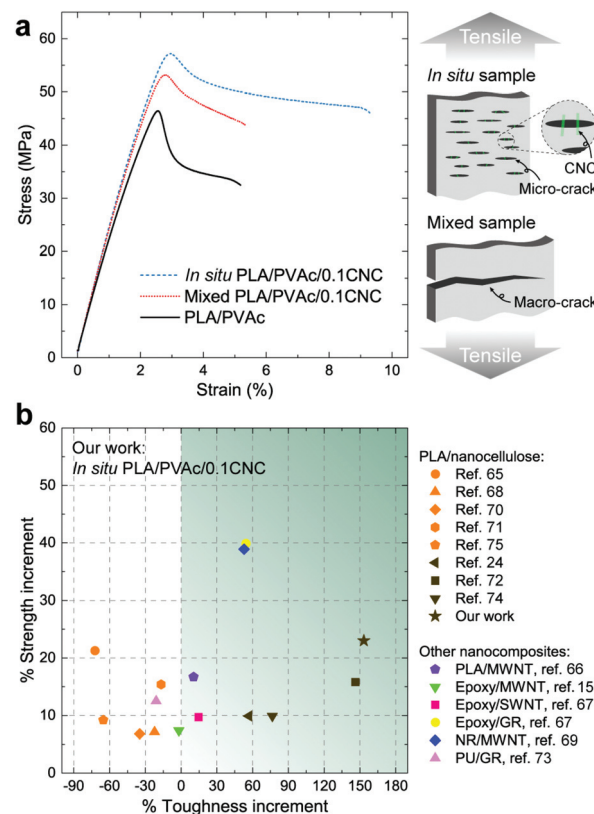 a
Stress (MPa)
60
50
40
30
20
10
0
In situ PLA/PVAc/0.1CNC
Mixed PLA/PVAc/0.1CNC
PLA/PVAc
0 2 4 6 8 10
Strain (%)
Tensile
In situ sample
CNC
Micro-crack
Mixed sample
Macro-crack
Tensile
b
% Strength increment
60
50
40
30
20
10
0
Our work:
In situ PLA/PVAc/0.1CNC
-90 -60 -30 0 30 60 90 120 150 180
% Toughness increment
PLA/nanocellulose:
Ref. 65
Ref. 68
Ref. 70
Ref. 71
Ref. 75
Ref. 24
Ref. 72
Ref. 74
Our work
Other nanocomposites:
PLA/MWNT, ref. 66
Epoxy/MWNT, ref. 15
Epoxy/SWNT, ref. 67
Epoxy/GR, ref. 67
NR/MWNT, ref. 69
PU/GR, ref. 73